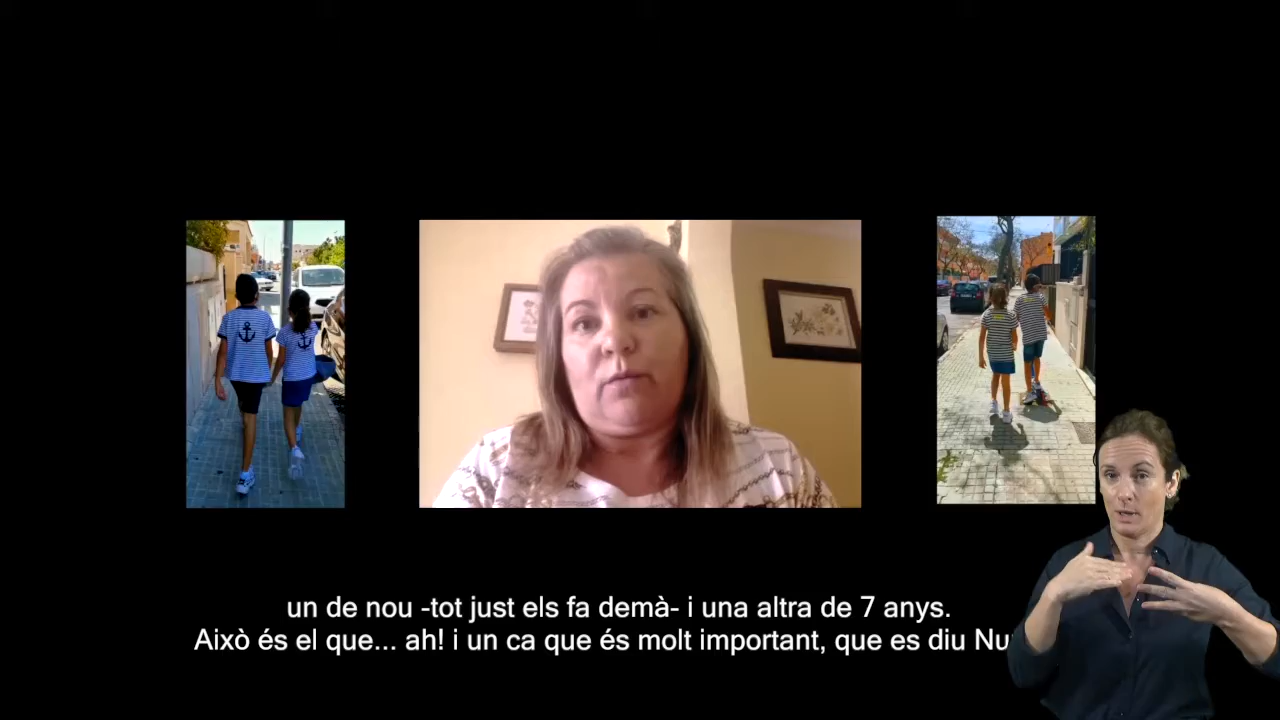 un de nou -tot just els fa demà- i una altra de 7 anys.
Això és el que... ah! i un ca que és molt important, que es diu